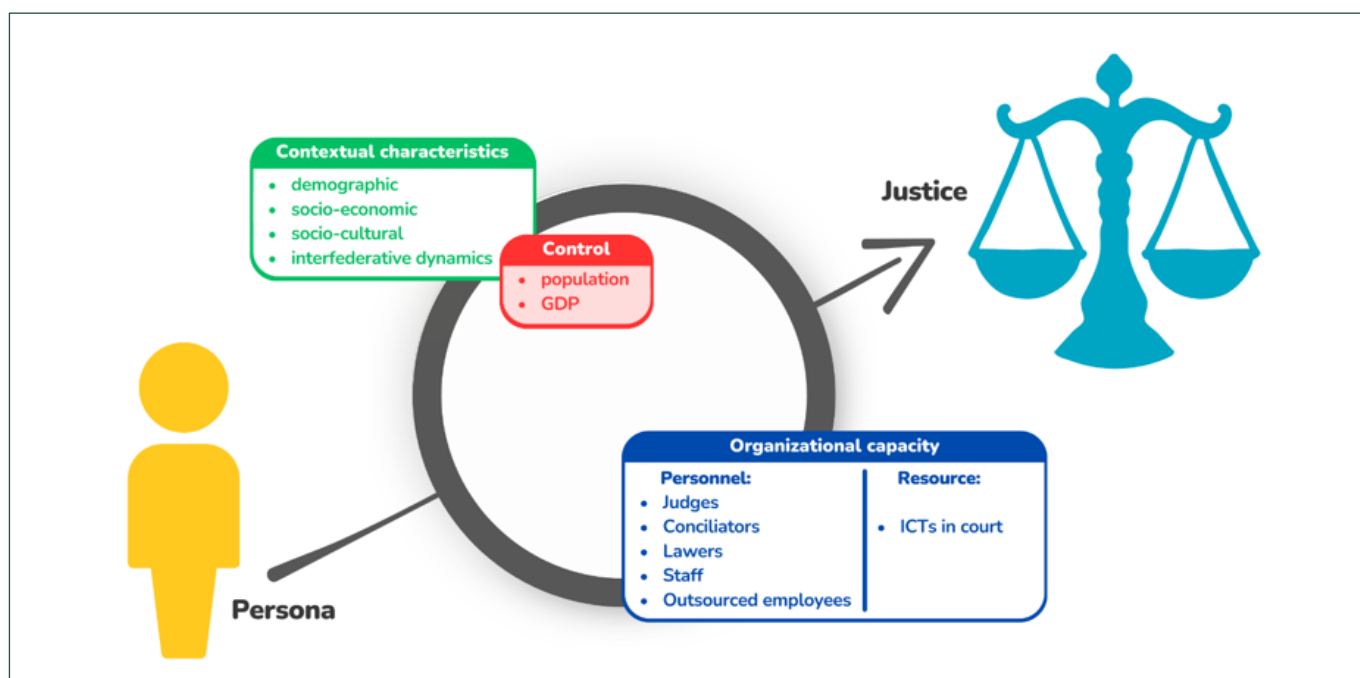 Contextual characteristics
• demographic
• socio-economic
• socio-cultural
• interfederative dynamics
Control
• population
• GDP
Justice
Persona
Organizational capacity
Personnel:
• Judges
• Conciliators
• Lawers
• Staff
• Outsourced employees
Resource:
• ICTs in court